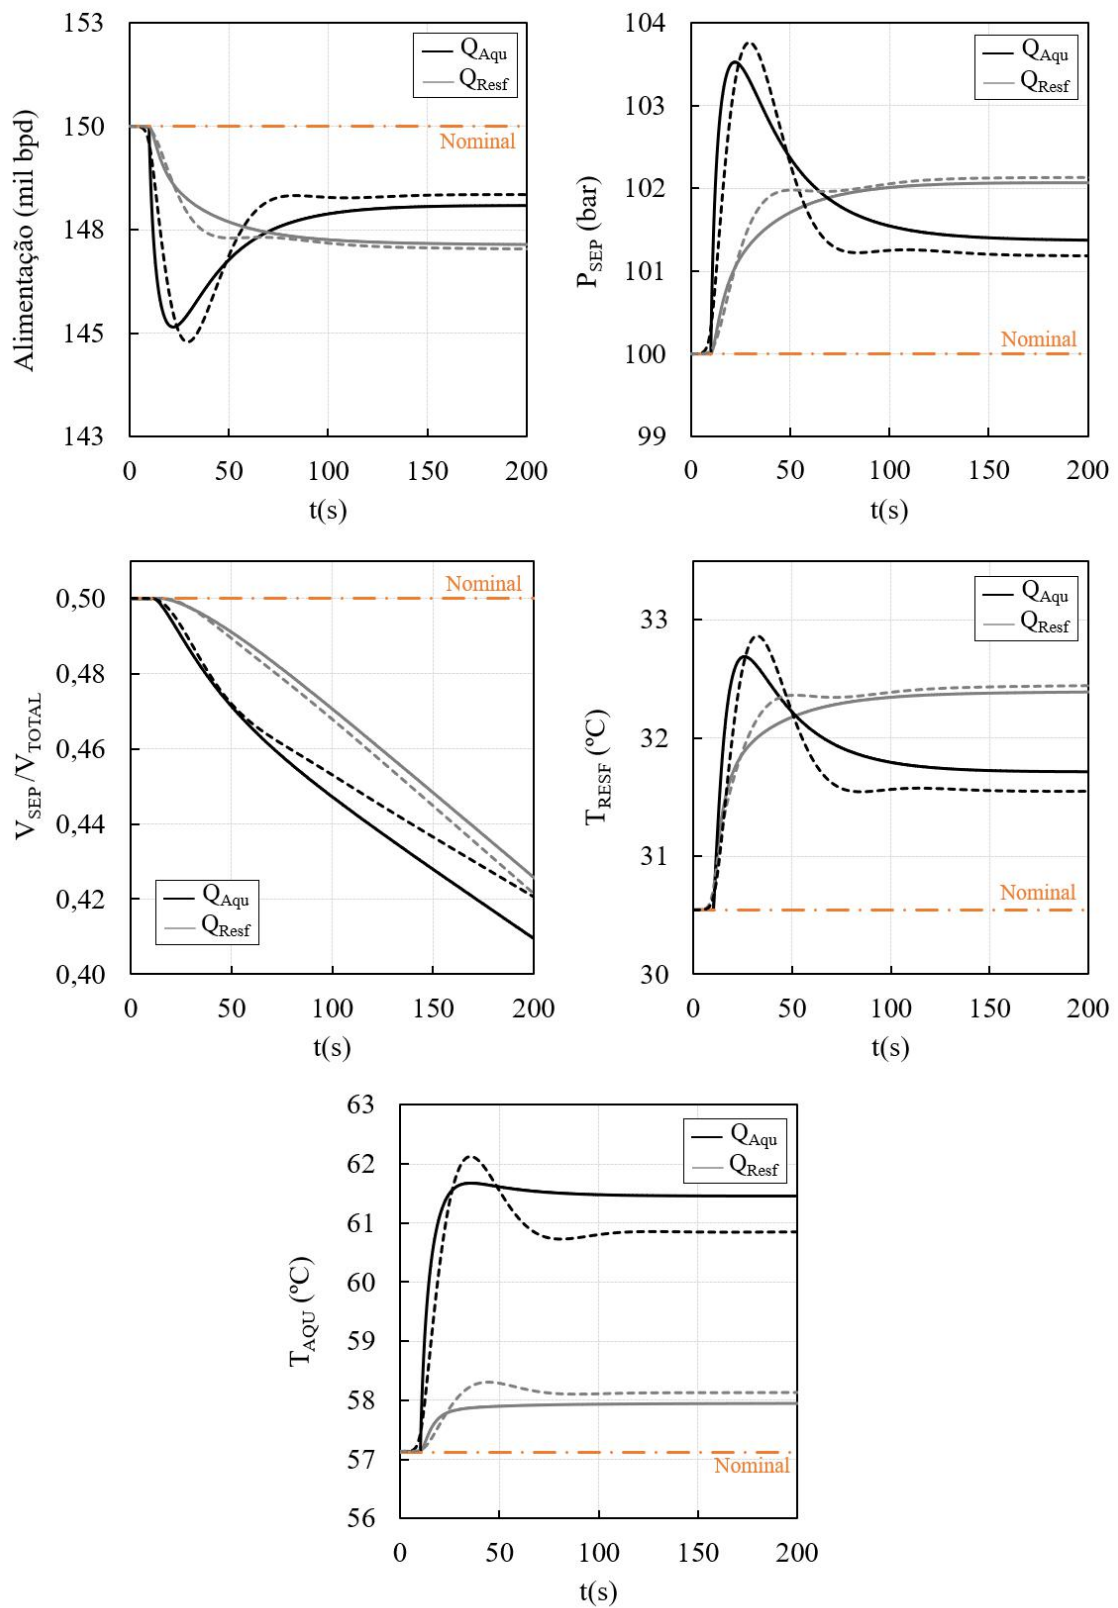 Alimentação (mil bpd)
153
150
148
145
143
0
50
100
150
200
t(s)
Q_Aqu
Q_Resf
Nominal
P_SEP (bar)
104
103
102
101
100
99
0
50
100
150
200
t(s)
Q_Aqu
Q_Resf
Nominal
V_SEP /V_TOTAL
0,50
0,48
0,46
0,44
0,42
0,40
0
50
100
150
200
t(s)
Nominal
Q_Aqu
Q_Resf
T_RESF (ºC)
33
32
31
30
0
50
100
150
200
t(s)
Q_Aqu
Q_Resf
Nominal
T_AQU (ºC)
63
62
61
60
59
58
57
56
0
50
100
150
200
t(s)
Q_Aqu
Q_Resf
Nominal